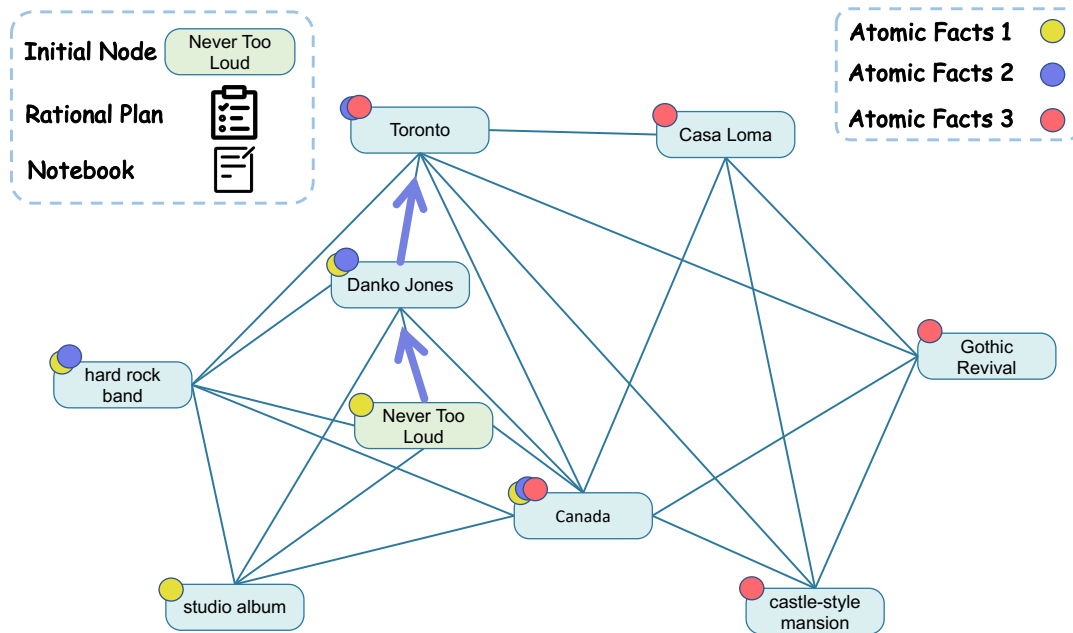 Initial Node
Never Too
Loud
Rational Plan
Notebook
Atomic Facts 1
Atomic Facts 2
Atomic Facts 3
Toronto
Casa Loma
Danko Jones
hard rock
band
Gothic
Revival
Never Too
Loud
Canada
studio album
castle-style
mansion